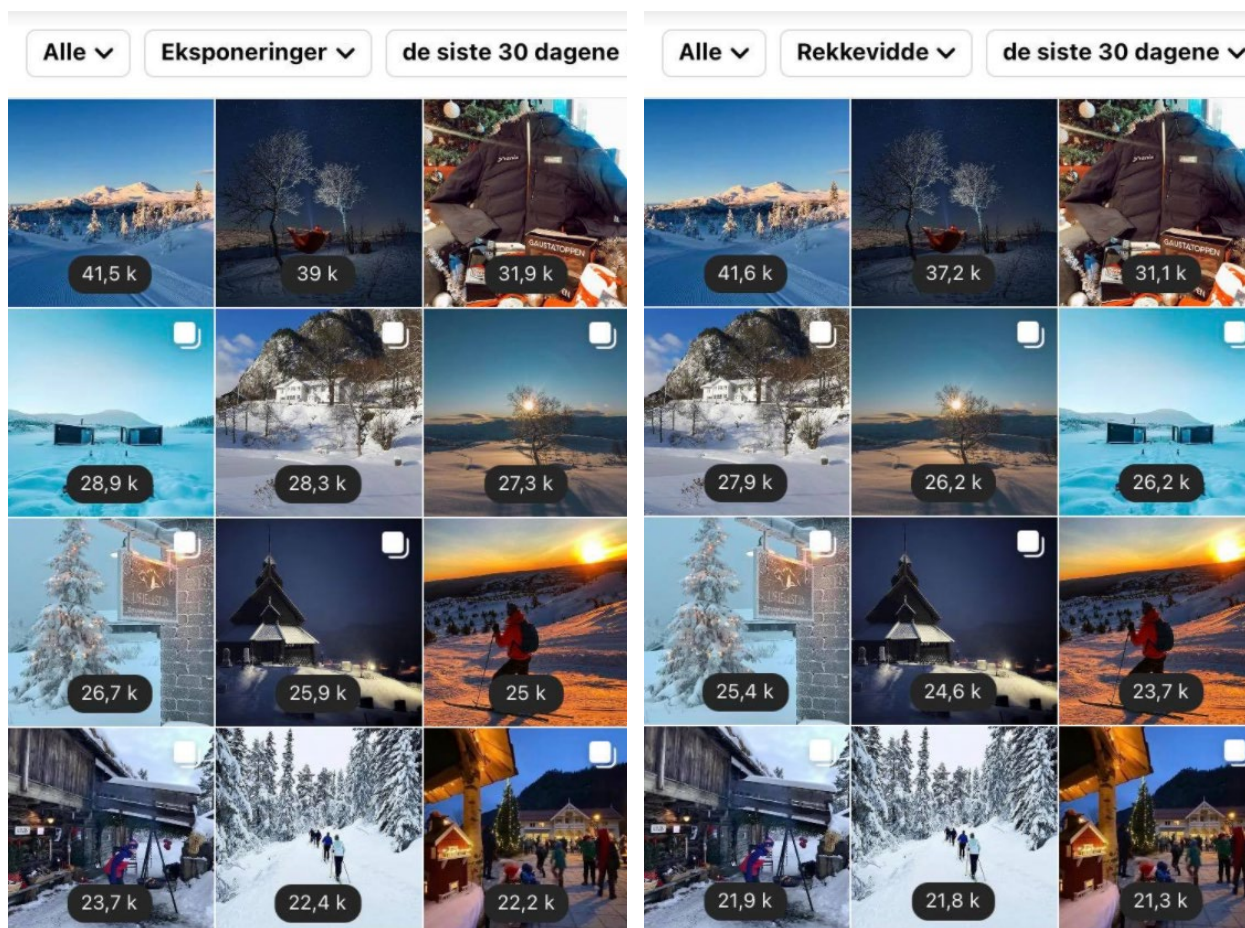 Alle Eksponeringer de siste 30 dagene
41,5 k 39 k 31,9 k
GAUSTATOPPEN
28,9 k 28,3 k 27,3 k
26,7 k 25,9 k 25 k
23,7 k 22,4 k 22,2 k
Alle Rekkevidde de siste 30 dagene
41,6 k 37,2 k 31,1 k
GAUSTATOPPEN
27,9 k 26,2 k 26,2 k
25,4 k 24,6 k 23,7 k
21,9 k 21,8 k 21,3 k